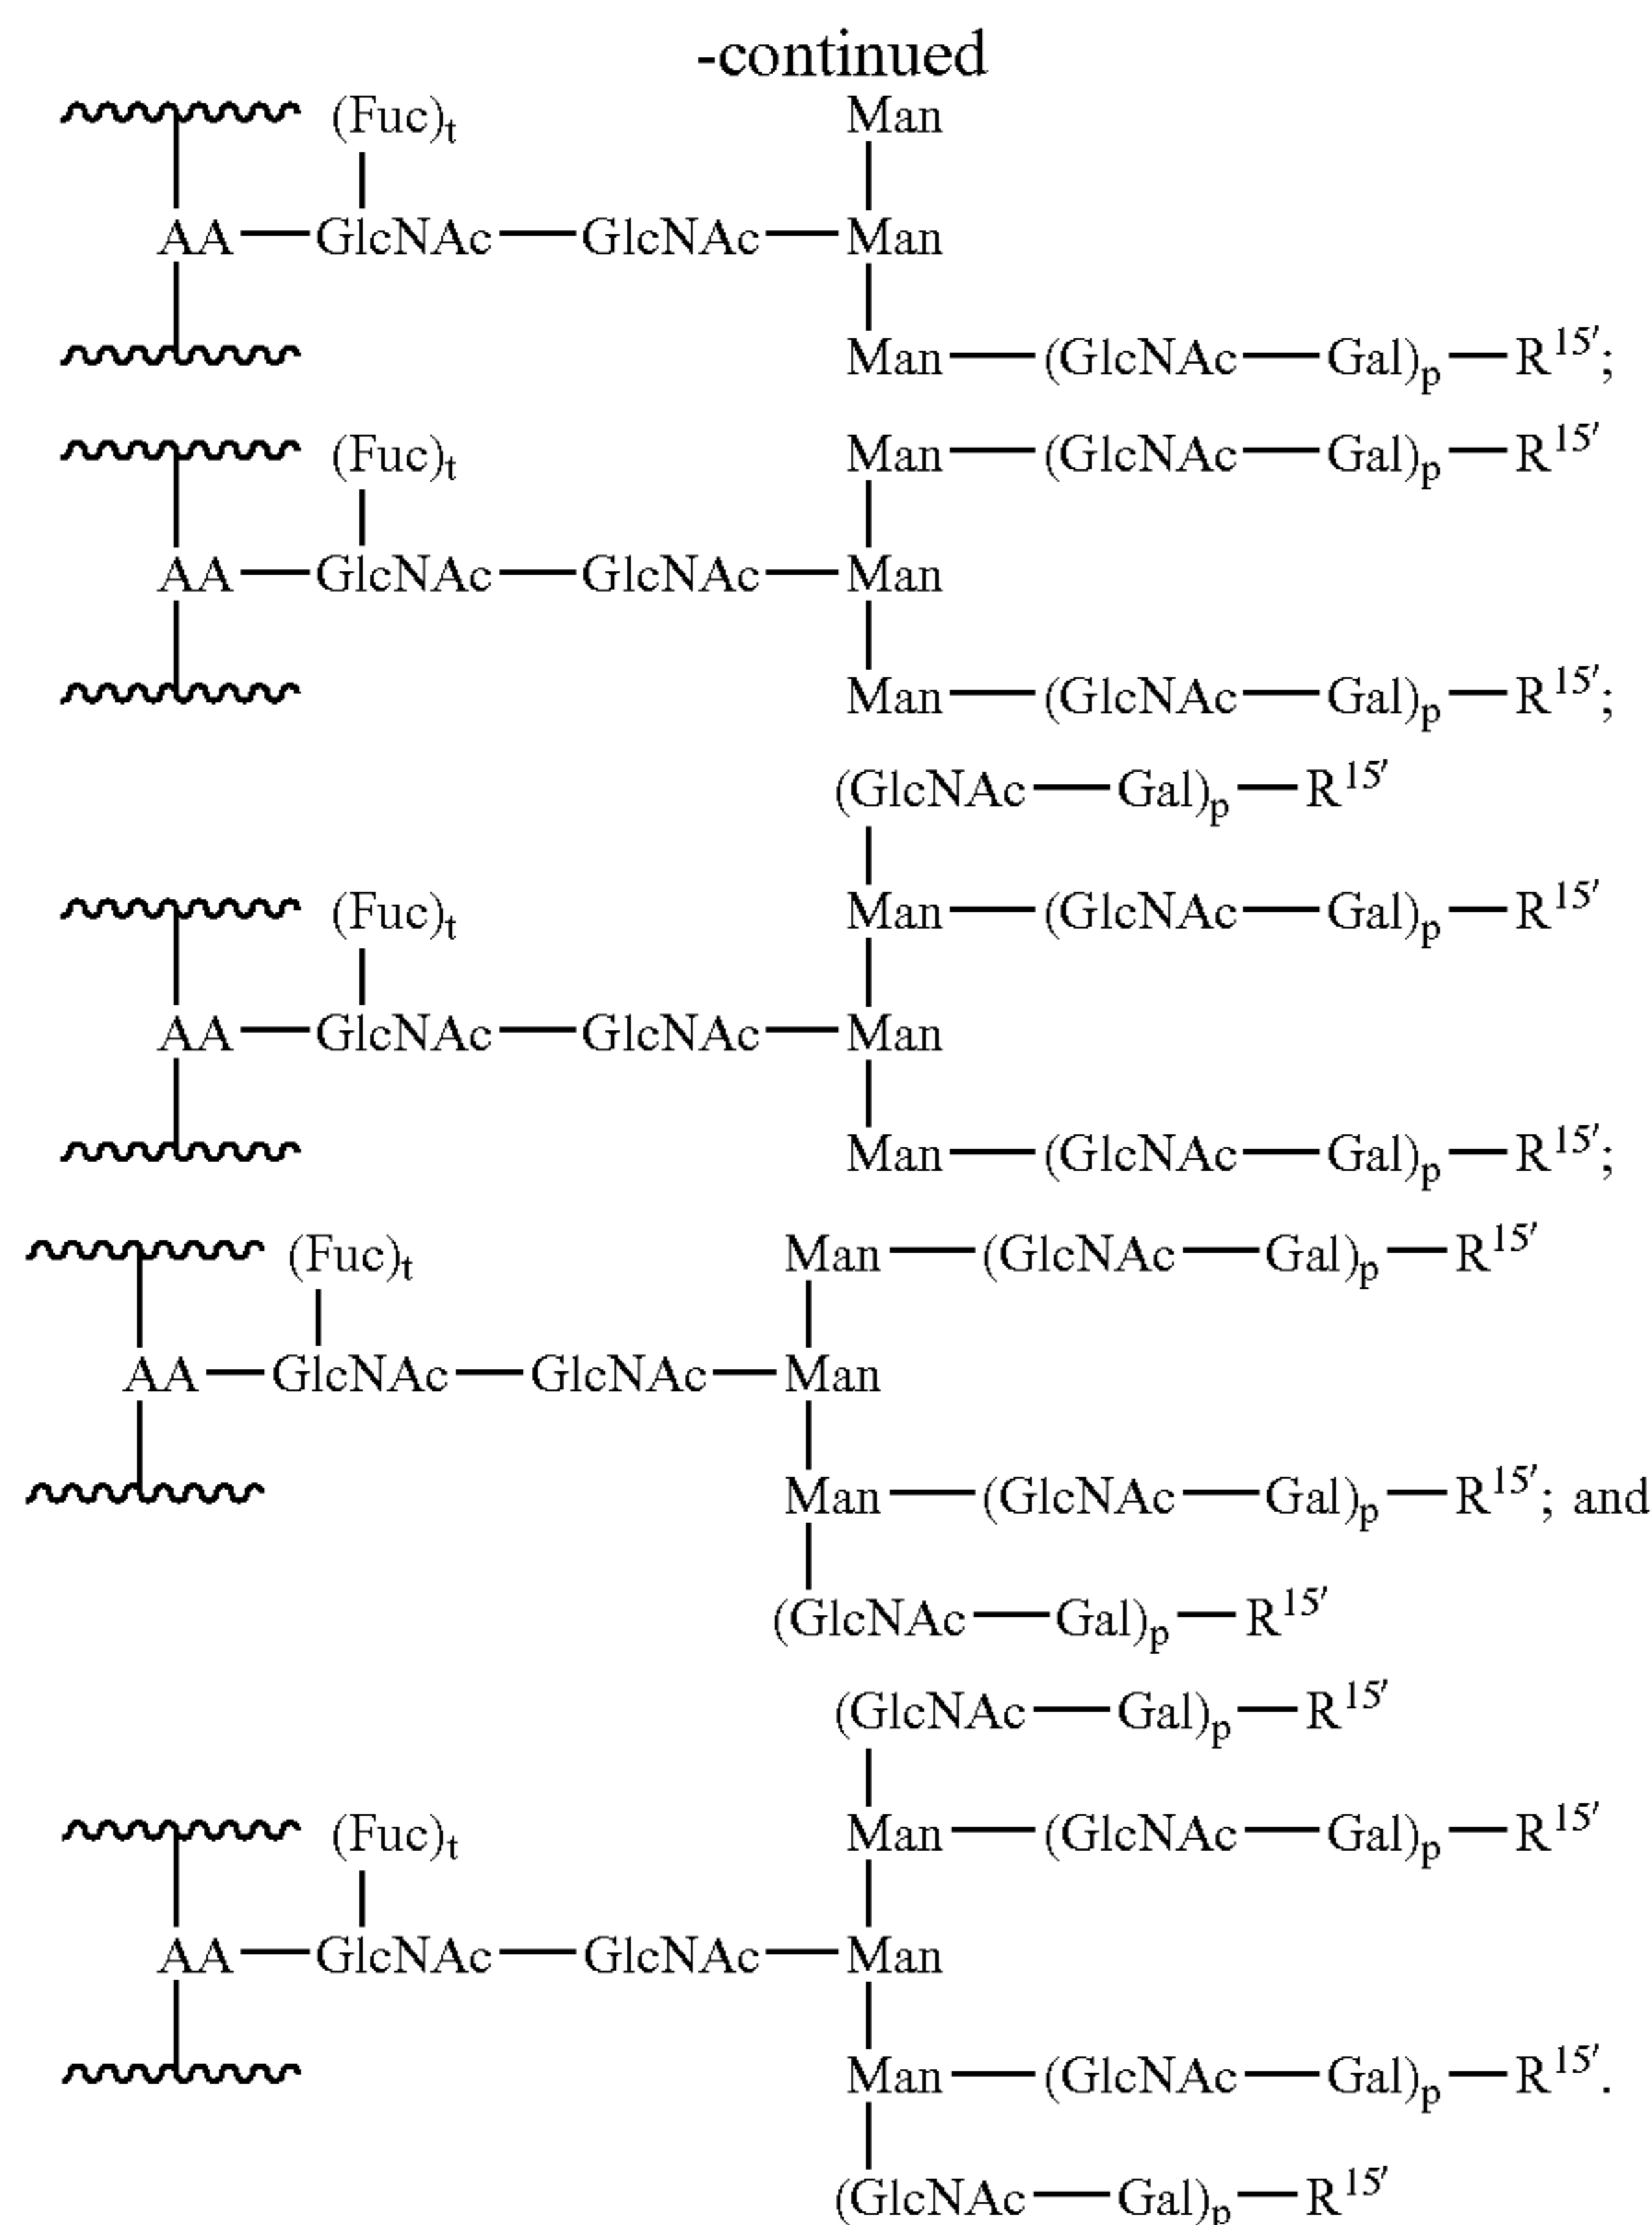 -continued
(Fuc)t Man
AA—GlcNAc—GlcNAc—Man
Man—(GlcNAc—Gal)p—R15′;
(Fuc)t Man—(GlcNAc—Gal)p—R15′
AA—GlcNAc—GlcNAc—Man
Man—(GlcNAc—Gal)p—R15′;
(GlcNAc—Gal)p—R15′
(Fuc)t Man—(GlcNAc—Gal)p—R15′
AA—GlcNAc—GlcNAc—Man
Man—(GlcNAc—Gal)p—R15′;
(Fuc)t Man—(GlcNAc—Gal)p—R15′
AA—GlcNAc—GlcNAc—Man
Man—(GlcNAc—Gal)p—R15′; and
(GlcNAc—Gal)p—R15′
(GlcNAc—Gal)p—R15′
(Fuc)t Man—(GlcNAc—Gal)p—R15′
AA—GlcNAc—GlcNAc—Man
Man—(GlcNAc—Gal)p—R15′.
(GlcNAc—Gal)p—R15′